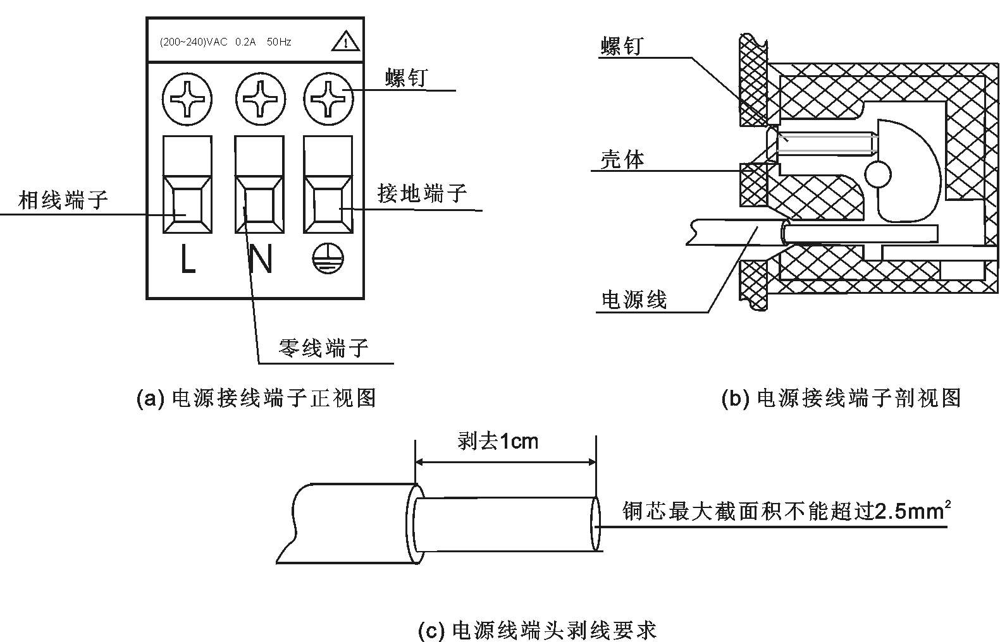 (200~240)VAC 0.2A 50Hz
螺钉
相线端子
接地端子
L N
零线端子
(a) 电源接线端子正视图
螺钉
壳体
电源线
(b) 电源接线端子剖视图
剥去1cm
铜芯最大截面积不能超过2.5mm²
(c) 电源线端头剥线要求